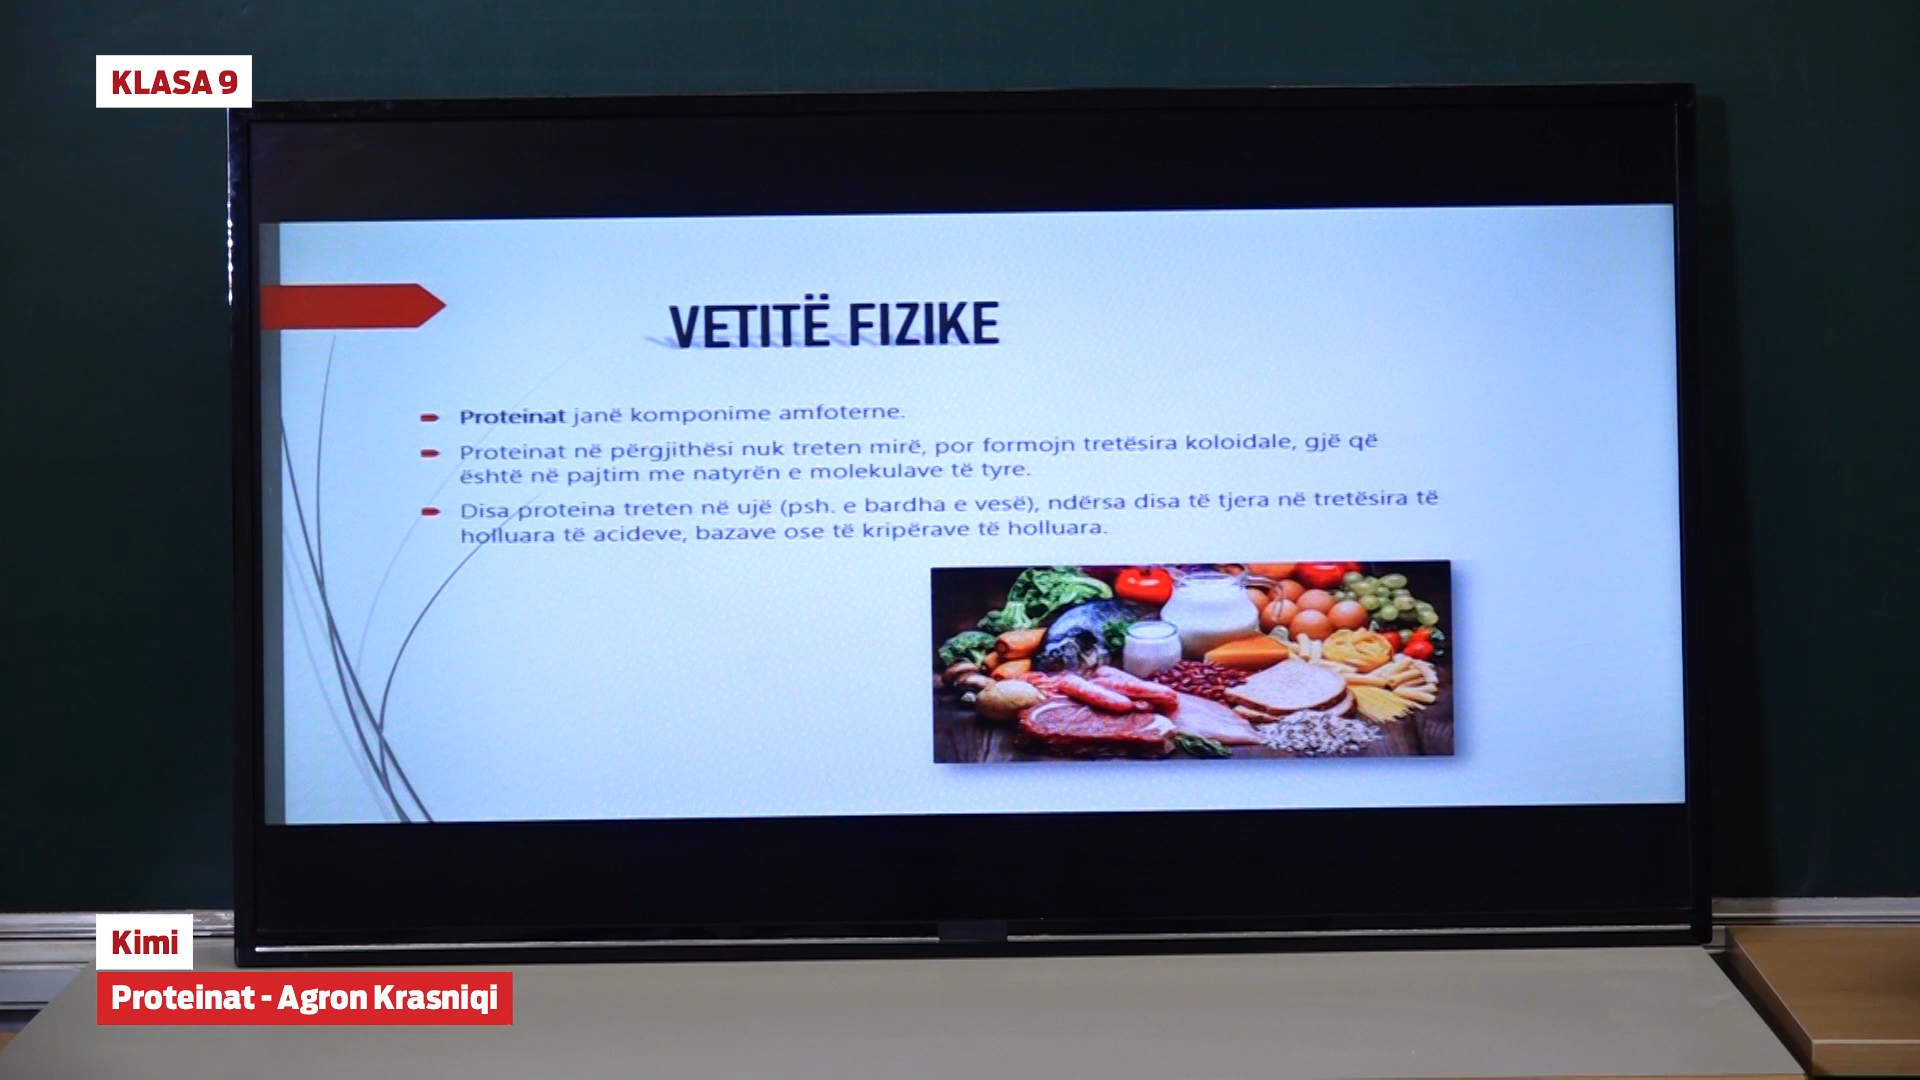 KLASA 9
VETITË FIZIKE
Proteinat janë komponime amfoterne.
Proteinat në përgjithësi nuk treten mirë, por formojn tretësira koloidale, gjë që
është në pajtim me natyrën e molekulave të tyre.
Disa proteina treten në ujë (psh. e bardha e vesë), ndërsa disa të tjera në tretësira të
holluara të acideve, bazave ose të kripërave të holluara.
Kimi
Proteinat - Agron Krasniqi